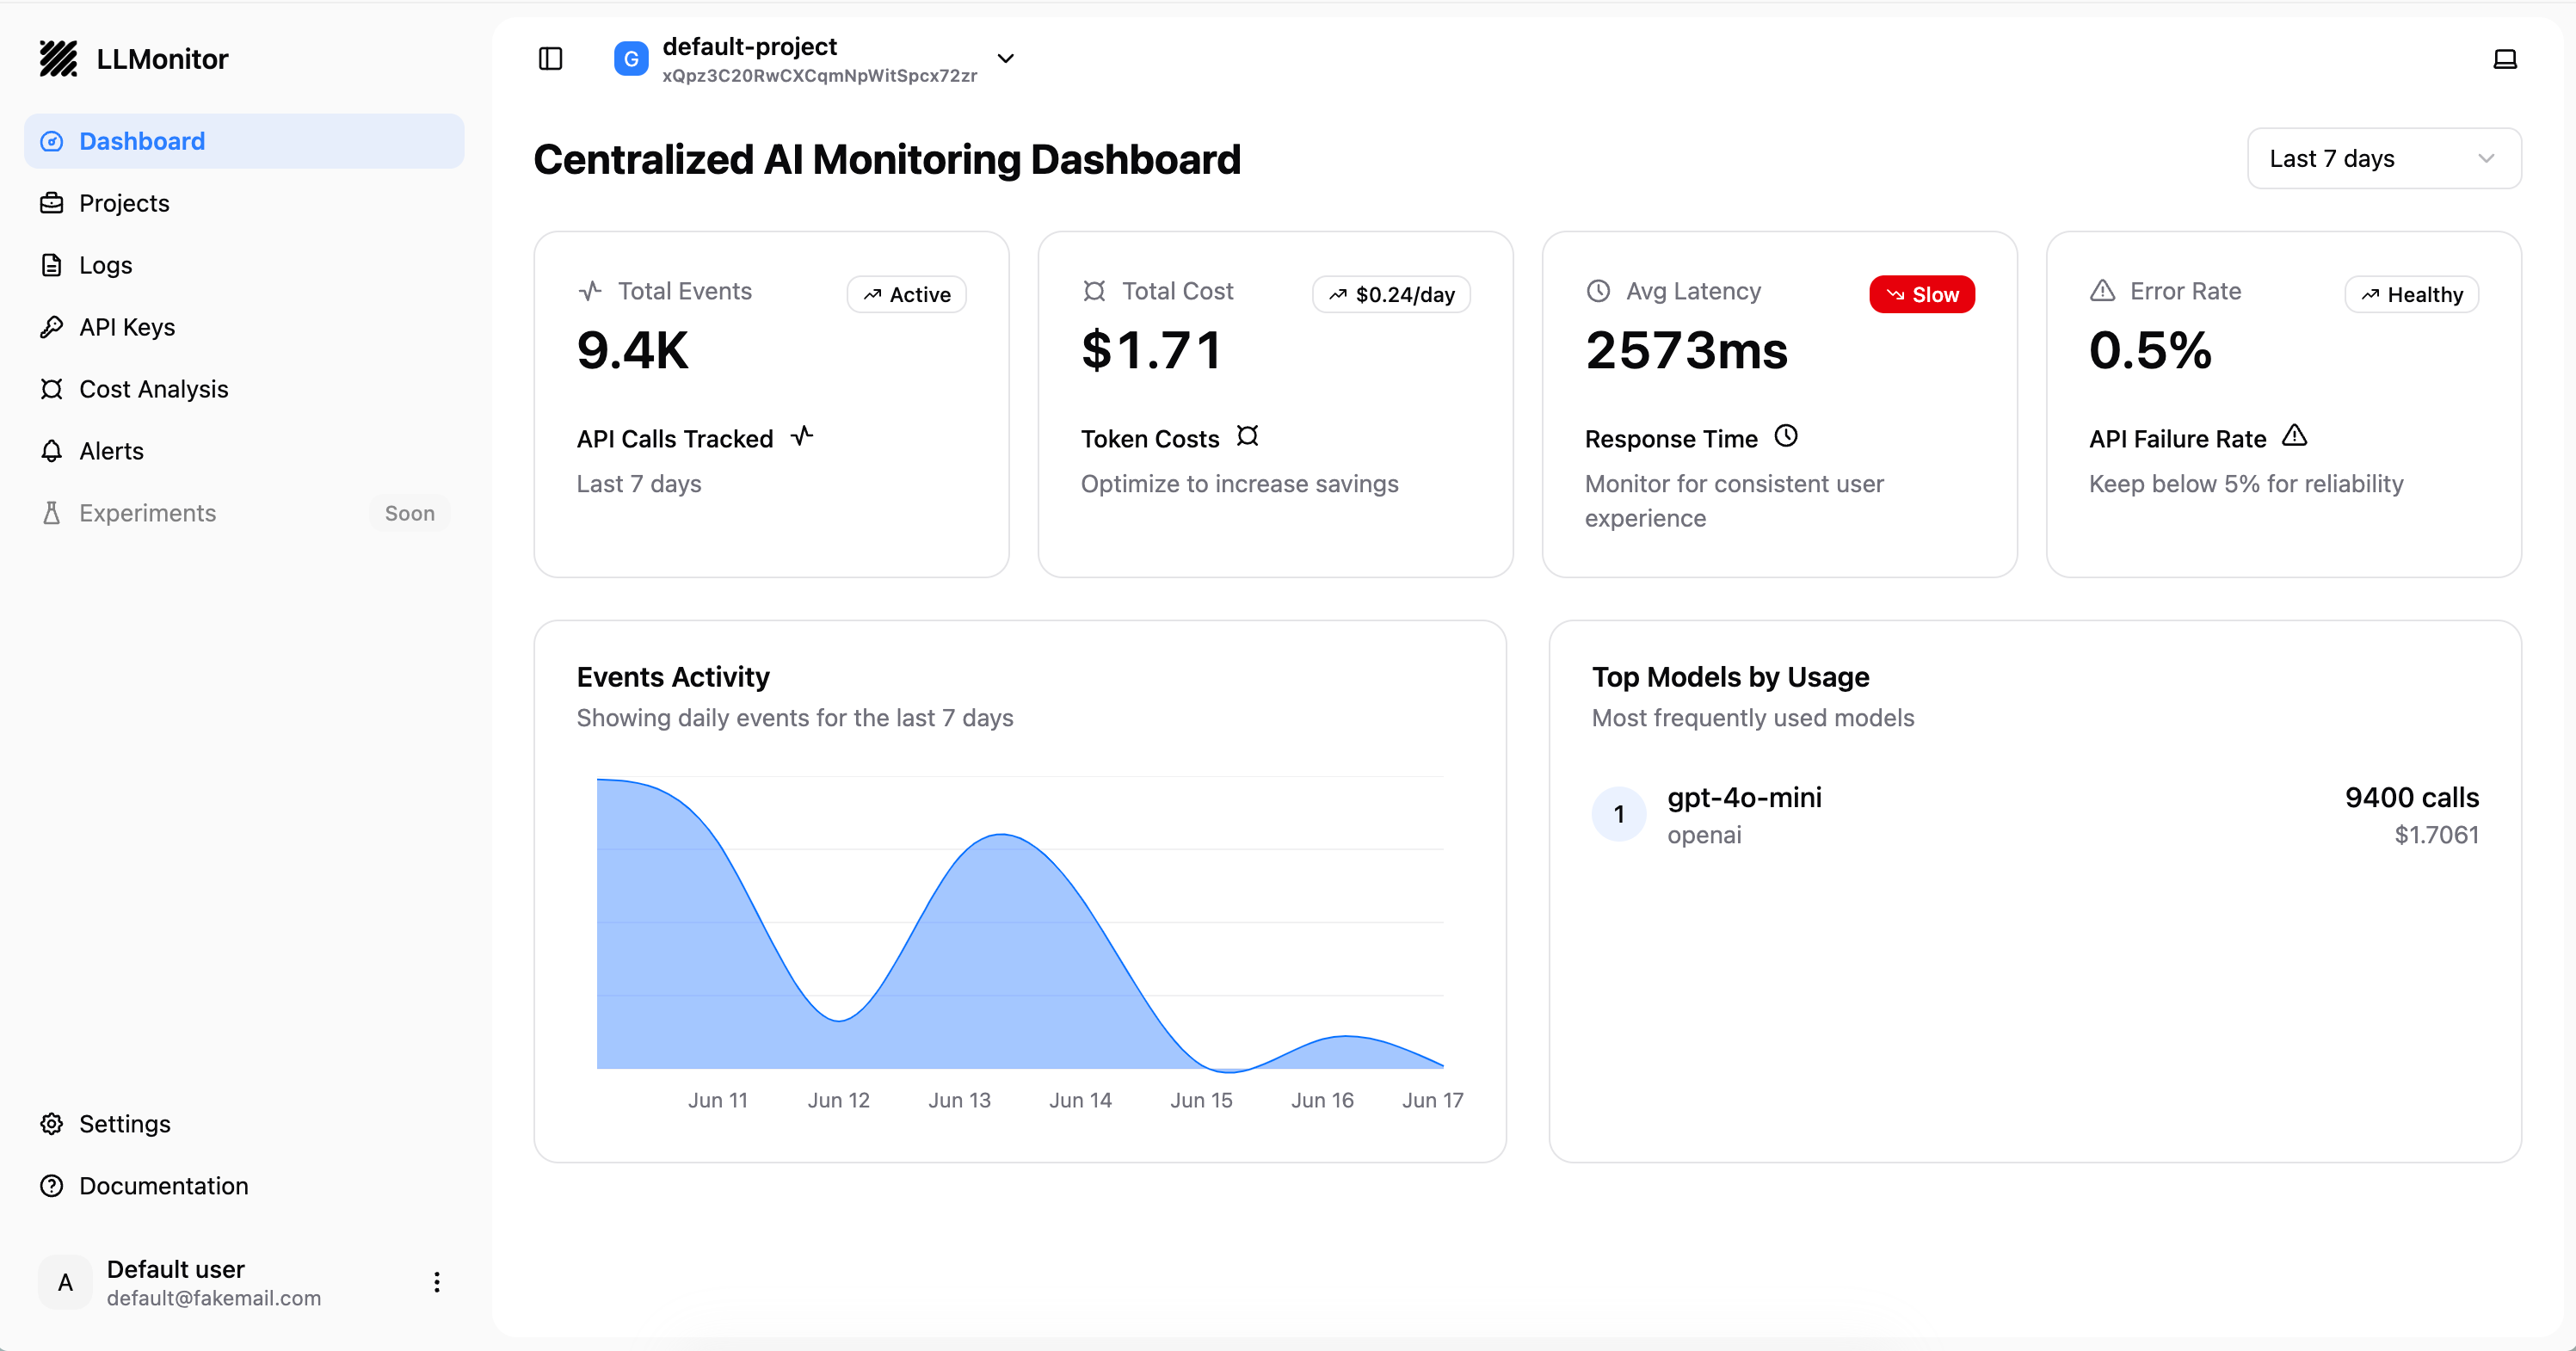 LLMonitor
Dashboard
Projects
Logs
API Keys
Cost Analysis
Alerts
Experiments Soon
Settings
Documentation
A
Default user
default@fakemail.com
G
default-project
xQpz3C20RwCXCqmNpWitSpcx72zr
Centralized AI Monitoring Dashboard
Last 7 days
Total Events Active
9.4K
API Calls Tracked
Last 7 days
Total Cost $0.24/day
$1.71
Token Costs
Optimize to increase savings
Avg Latency Slow
2573ms
Response Time
Monitor for consistent user
experience
Error Rate Healthy
0.5%
API Failure Rate
Keep below 5% for reliability
Events Activity
Showing daily events for the last 7 days
Jun 11 Jun 12 Jun 13 Jun 14 Jun 15 Jun 16 Jun 17
Top Models by Usage
Most frequently used models
1 gpt-4o-mini 9400 calls
openai $1.7061